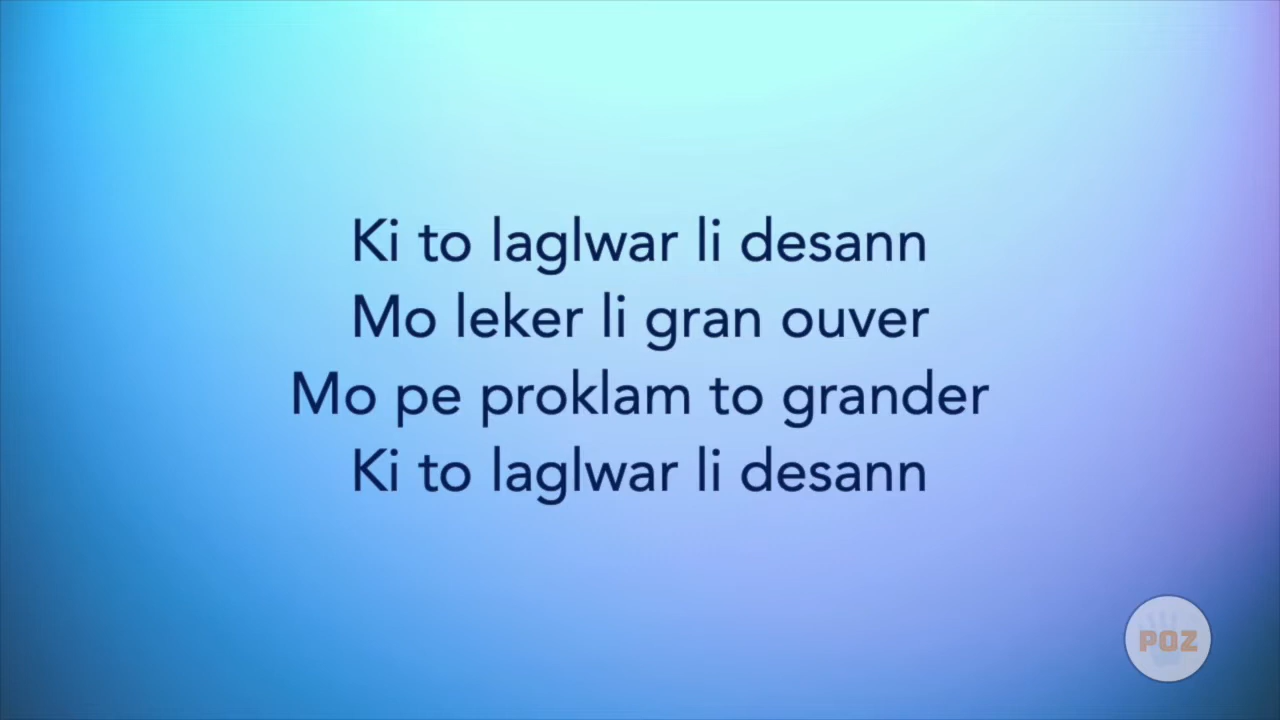 Ki to laglwar li desann
Mo leker li gran ouver
Mo pe proklam to grander
Ki to laglwar li desann
POZ